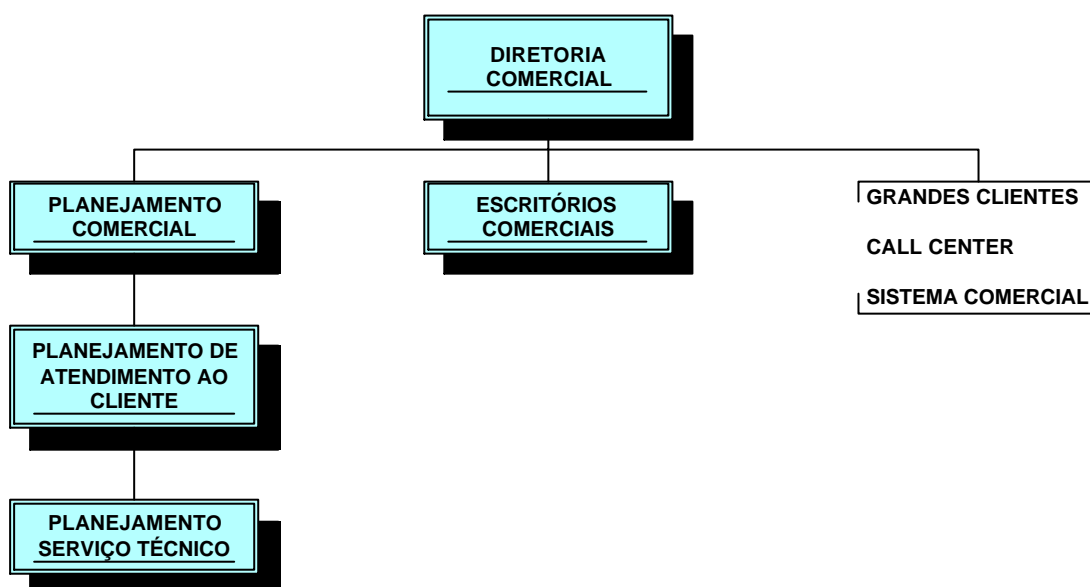 DIRETORIA
COMERCIAL
PLANEJAMENTO
COMERCIAL
ESCRITÓRIOS
COMERCIAIS
GRANDES CLIENTES
CALL CENTER
SISTEMA COMERCIAL
PLANEJAMENTO DE
ATENDIMENTO AO
CLIENTE
PLANEJAMENTO
SERVIÇO TÉCNICO